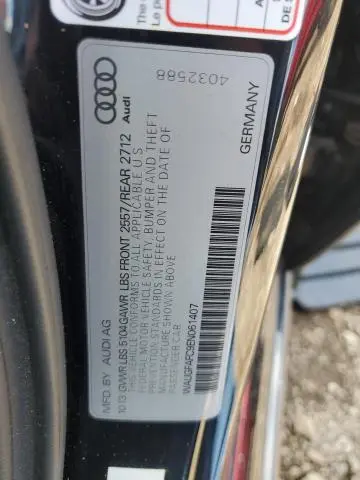 MFD. BY AUDI AG
10 13 GVWR LBS 5104 GAWR LBS FRONT 2557/REAR 2712
THIS VEHICLE CONFORMS TO ALL APPLICABLE U.S
FEDERAL MOTOR VEHICLE SAFETY, BUMPER AND THEFT
STANDARDS IN EFFECT ON THE DATE OF
MANUFACTURE SHOWN ABOVE
PASSENGER CAR
WAUGFAFC9EN061407
Audi
4032588
GERMANY
The
Le p